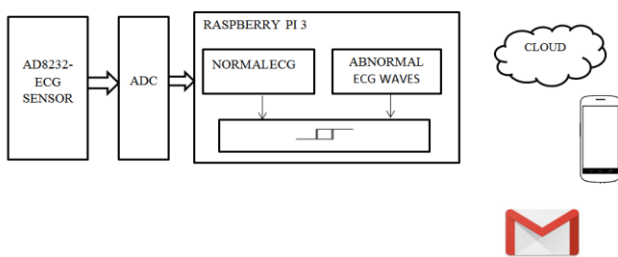 RASPBERRY PI 3
AD8232-
ECG
SENSOR
ADC
NORMALECG
ABNORMAL
ECG WAVES
CLOUD